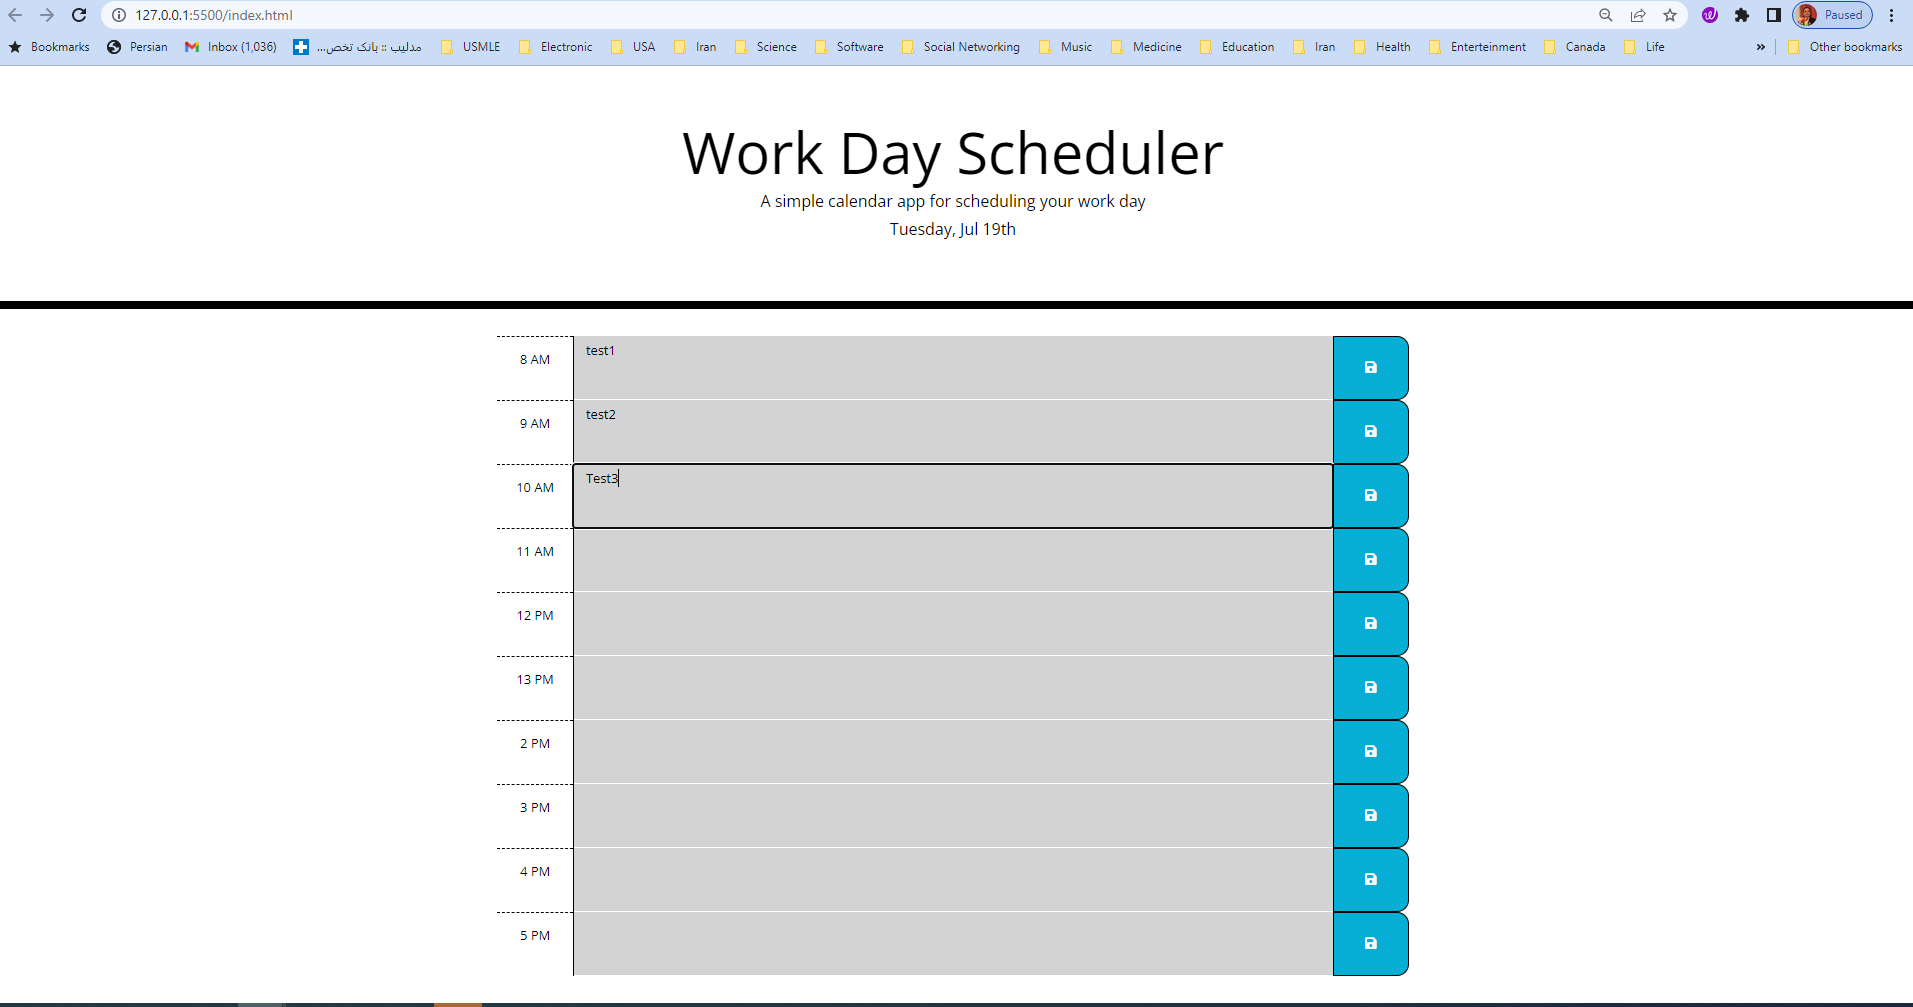 127.0.0.1:5500/index.html Paused
Bookmarks Persian Inbox (1,036) مدلیب :: بانک تخص... USMLE Electronic USA Iran Science Software Social Networking Music Medicine Education Iran Health Enterteinment Canada Life » Other bookmarks
Work Day Scheduler
A simple calendar app for scheduling your work day
Tuesday, Jul 19th
8 AM test1
9 AM test2
10 AM Test3
11 AM
12 PM
13 PM
2 PM
3 PM
4 PM
5 PM